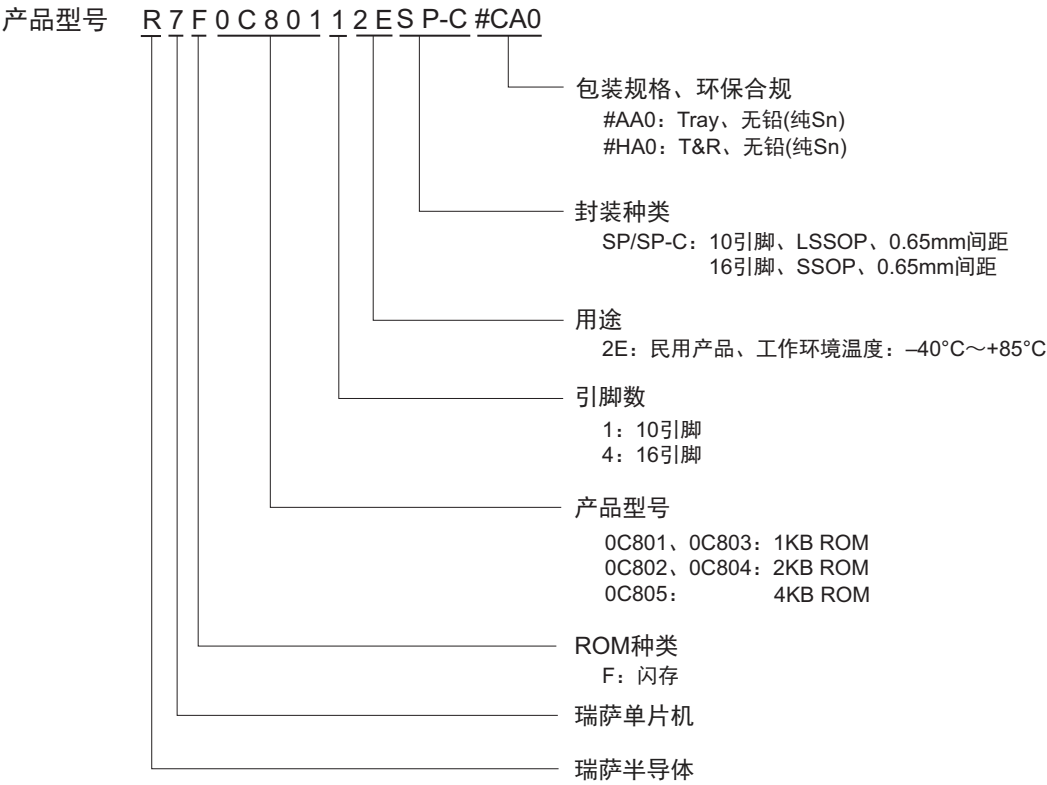 产品型号 R 7 F 0 C 8 0 1 1 2 E S P-C #CA0
包装规格、环保合规
#AA0：Tray、无铅(纯Sn)
#HA0：T&R、无铅(纯Sn)
封装种类
SP/SP-C：10引脚、LSSOP、0.65mm间距
16引脚、SSOP、0.65mm间距
用途
2E：民用产品、工作环境温度：–40°C～+85°C
引脚数
1：10引脚
4：16引脚
产品型号
0C801、0C803：1KB ROM
0C802、0C804：2KB ROM
0C805： 4KB ROM
ROM种类
F：闪存
瑞萨单片机
瑞萨半导体